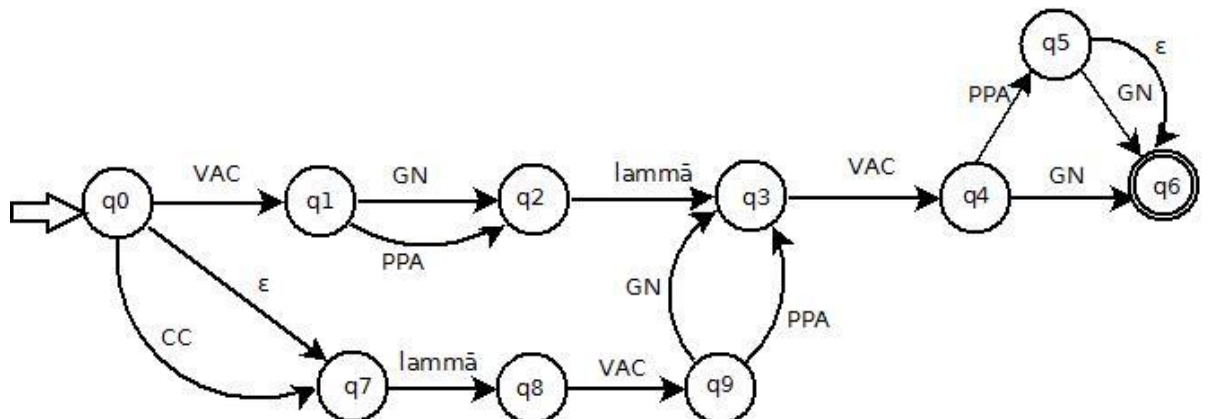 q5
ε
PPA
GN
VAC
GN
lammā
VAC
GN
q0
q1
q2
q3
q4
q6
PPA
ε
GN
PPA
CC
lammā
VAC
q7
q8
q9